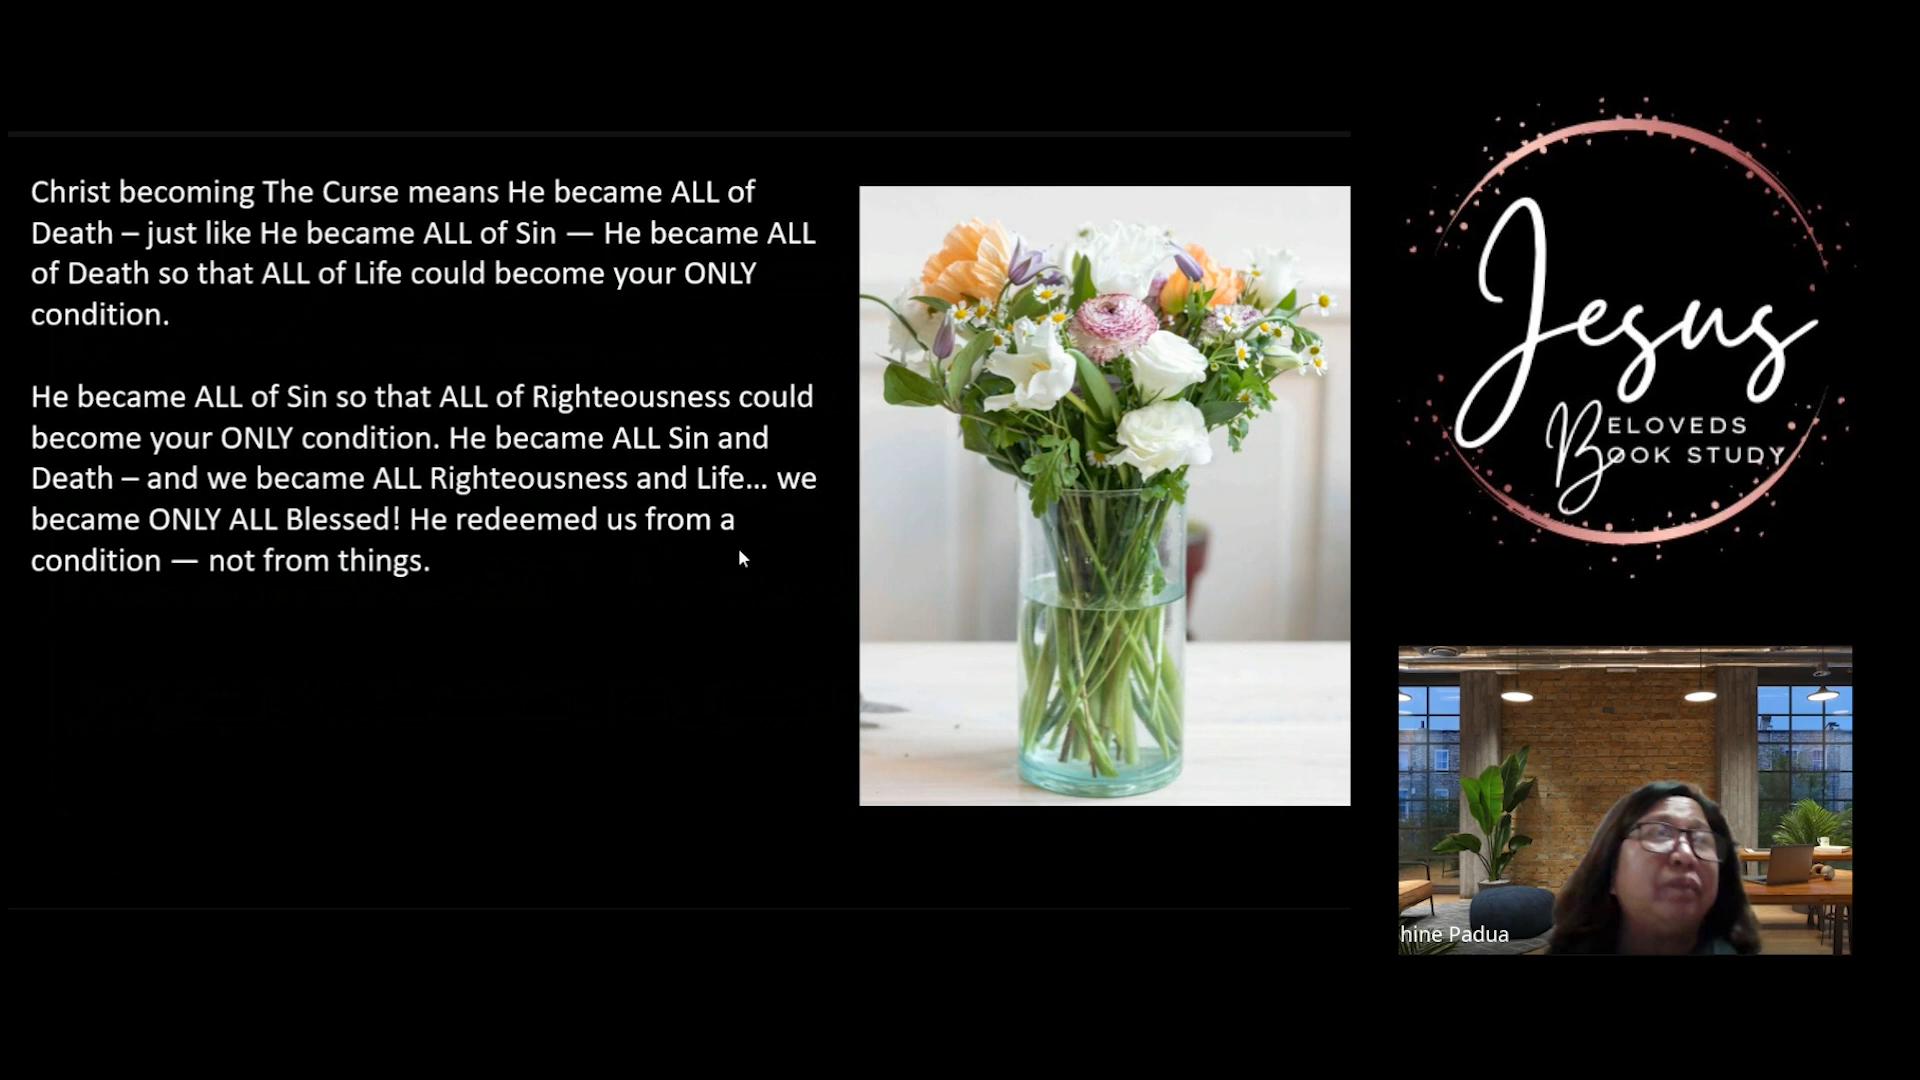 Christ becoming The Curse means He became ALL of
Death – just like He became ALL of Sin — He became ALL
of Death so that ALL of Life could become your ONLY
condition.
He became ALL of Sin so that ALL of Righteousness could
become your ONLY condition. He became ALL Sin and
Death – and we became ALL Righteousness and Life... we
became ONLY ALL Blessed! He redeemed us from a
condition — not from things.
Jesus
BELOVEDS
BOOK STUDY
hine Padua